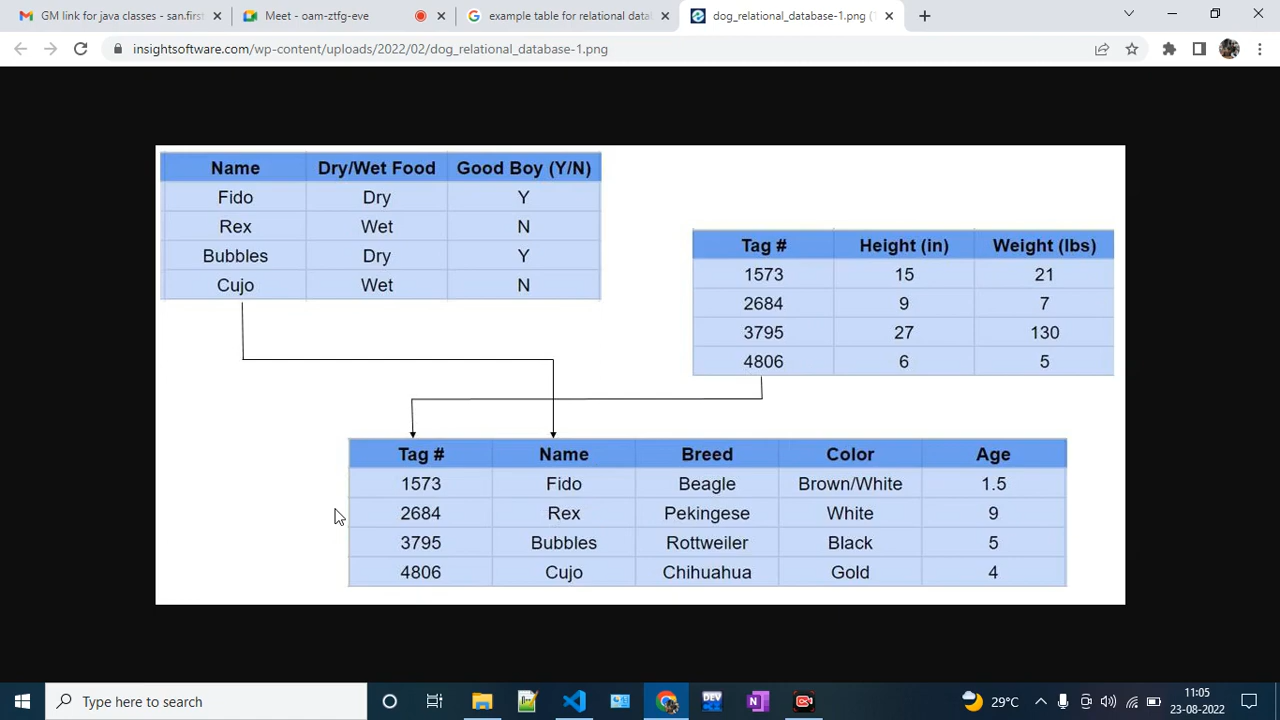 GM link for java classes - san.first
Meet - oam-ztfg-eve
example table for relational data
dog_relational_database-1.png (1
insightsoftware.com/wp-content/uploads/2022/02/dog_relational_database-1.png
Name Dry/Wet Food Good Boy (Y/N)
Fido Dry Y
Rex Wet N
Bubbles Dry Y
Cujo Wet N
Tag # Height (in) Weight (lbs)
1573 15 21
2684 9 7
3795 27 130
4806 6 5
Tag # Name Breed Color Age
1573 Fido Beagle Brown/White 1.5
2684 Rex Pekingese White 9
3795 Bubbles Rottweiler Black 5
4806 Cujo Chihuahua Gold 4
Type here to search
DEV
29°C
11:05
23-08-2022